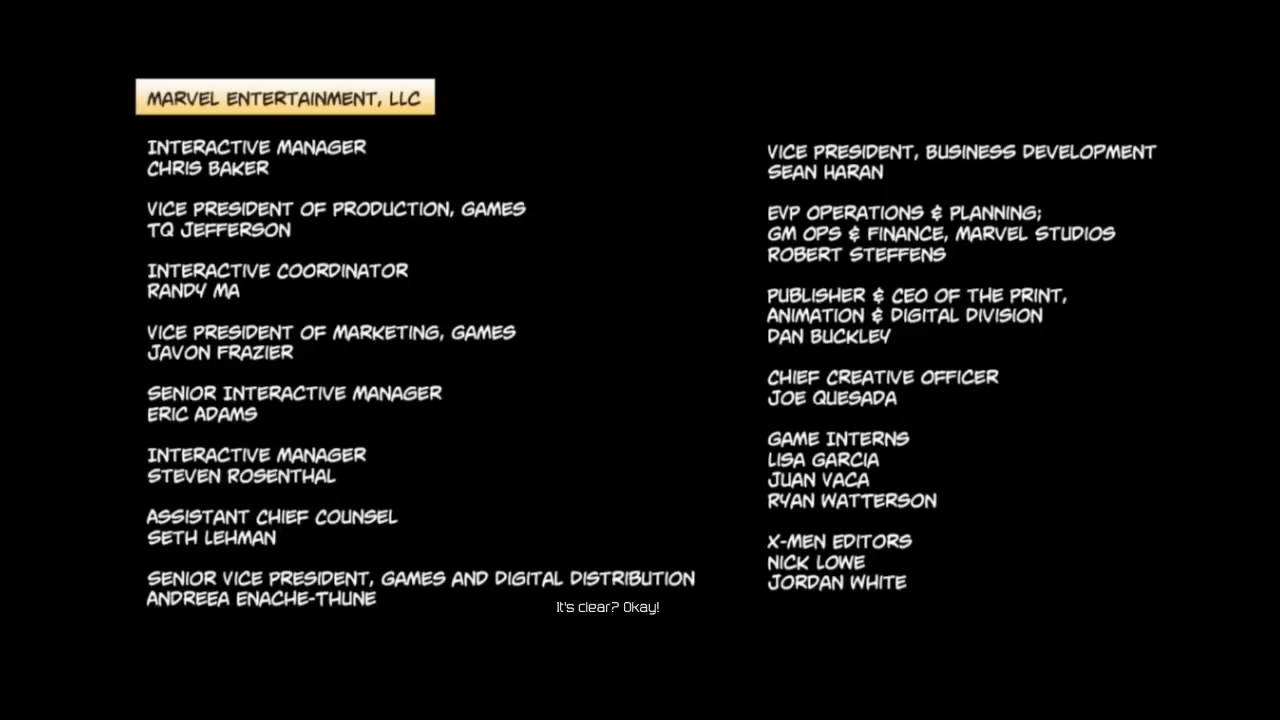 MARVEL ENTERTAINMENT, LLC
INTERACTIVE MANAGER
CHRIS BAKER
VICE PRESIDENT OF PRODUCTION, GAMES
TQ JEFFERSON
INTERACTIVE COORDINATOR
RANDY MA
VICE PRESIDENT OF MARKETING, GAMES
JAVON FRAZIER
SENIOR INTERACTIVE MANAGER
ERIC ADAMS
INTERACTIVE MANAGER
STEVEN ROSENTHAL
ASSISTANT CHIEF COUNSEL
SETH LEHMAN
SENIOR VICE PRESIDENT, GAMES AND DIGITAL DISTRIBUTION
ANDREEA ENACHE-THUNE
VICE PRESIDENT, BUSINESS DEVELOPMENT
SEAN HARAN
EVP OPERATIONS & PLANNING;
GM OPS & FINANCE, MARVEL STUDIOS
ROBERT STEFFENS
PUBLISHER & CEO OF THE PRINT,
ANIMATION & DIGITAL DIVISION
DAN BUCKLEY
CHIEF CREATIVE OFFICER
JOE QUESADA
GAME INTERNS
LISA GARCIA
JUAN VACA
RYAN WATTERSON
X-MEN EDITORS
NICK LOWE
JORDAN WHITE
It's clear? Okay!